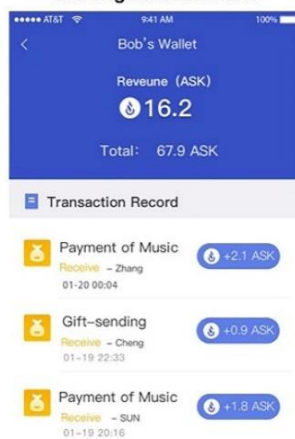 AT&T 9:41 AM 100%
Bob's Wallet
Reveune (ASK)
16.2
Total: 67.9 ASK
Transaction Record
Payment of Music
+2.1 ASK
Receive - Zhang
01-20 00:04
Gift-sending
+0.9 ASK
Receive - Cheng
01-19 22:33
Payment of Music
+1.8 ASK
Receive - SUN
01-19 20:16